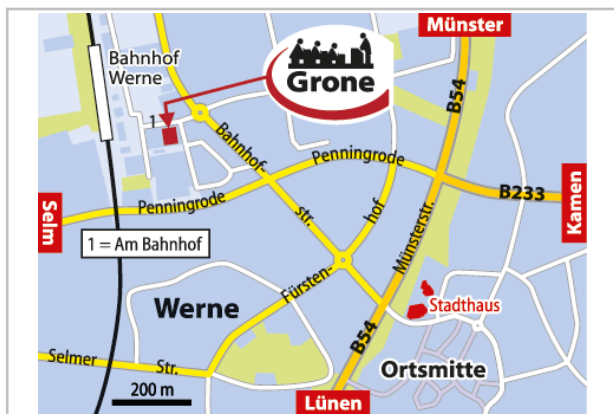 Münster
Bahnhof
Werne
Grone
B54
1
Bahnhof-
str.
Penningrode
B233
Kamen
Selm
Penningrode
hof
Münsterstr.
1 = Am Bahnhof
Fürsten-
Stadthaus
Werne
B54
Selmer Str.
Ortsmitte
200 m
Lünen